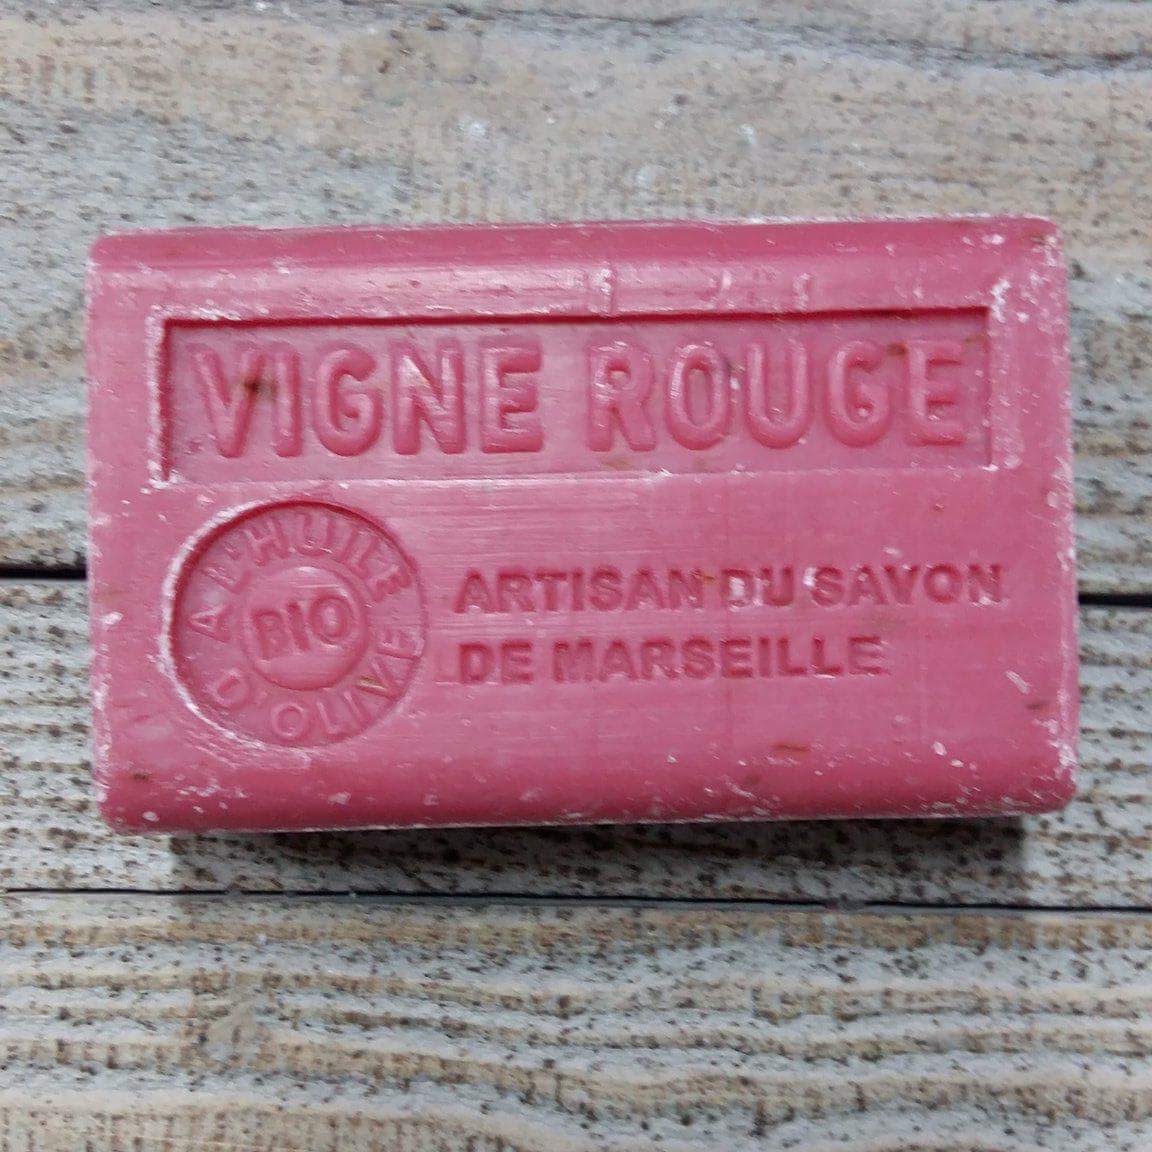 VIGNE ROUGE
A L'HUILE
D'OLIVE
BIO
ARTISAN DU SAVON
DE MARSEILLE